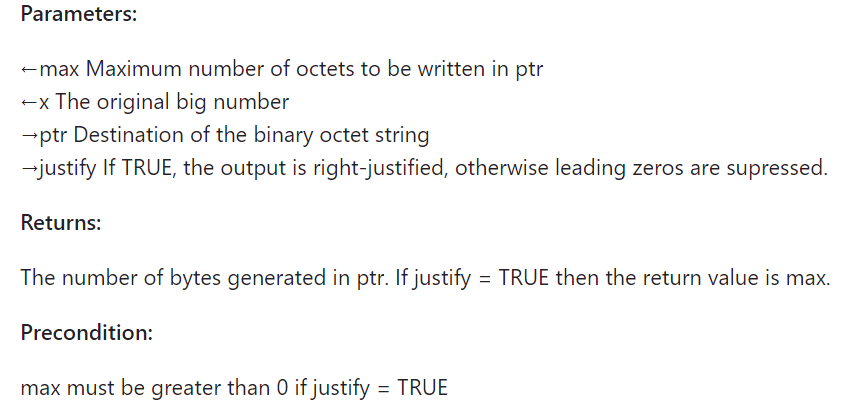 Parameters:
←max Maximum number of octets to be written in ptr
←x The original big number
→ptr Destination of the binary octet string
→justify If TRUE, the output is right-justified, otherwise leading zeros are supressed.
Returns:
The number of bytes generated in ptr. If justify = TRUE then the return value is max.
Precondition:
max must be greater than 0 if justify = TRUE